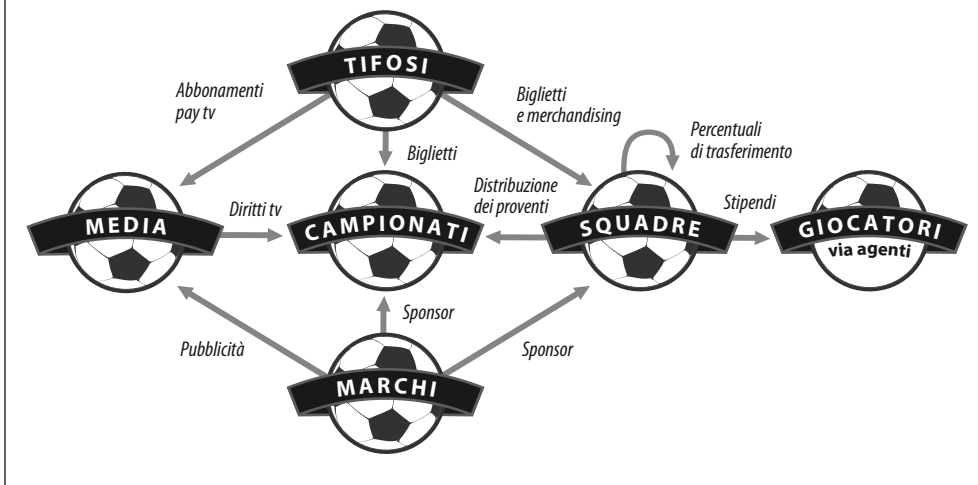 TIFOSI
Abbonamenti
pay tv
Biglietti
e merchandising
Percentuali
di trasferimento
Biglietti
MEDIA
Diritti tv
CAMPIONATI
Distribuzione
dei proventi
SQUADRE
Stipendi
GIOCATORI
via agenti
Pubblicità
Sponsor
Sponsor
MARCHI